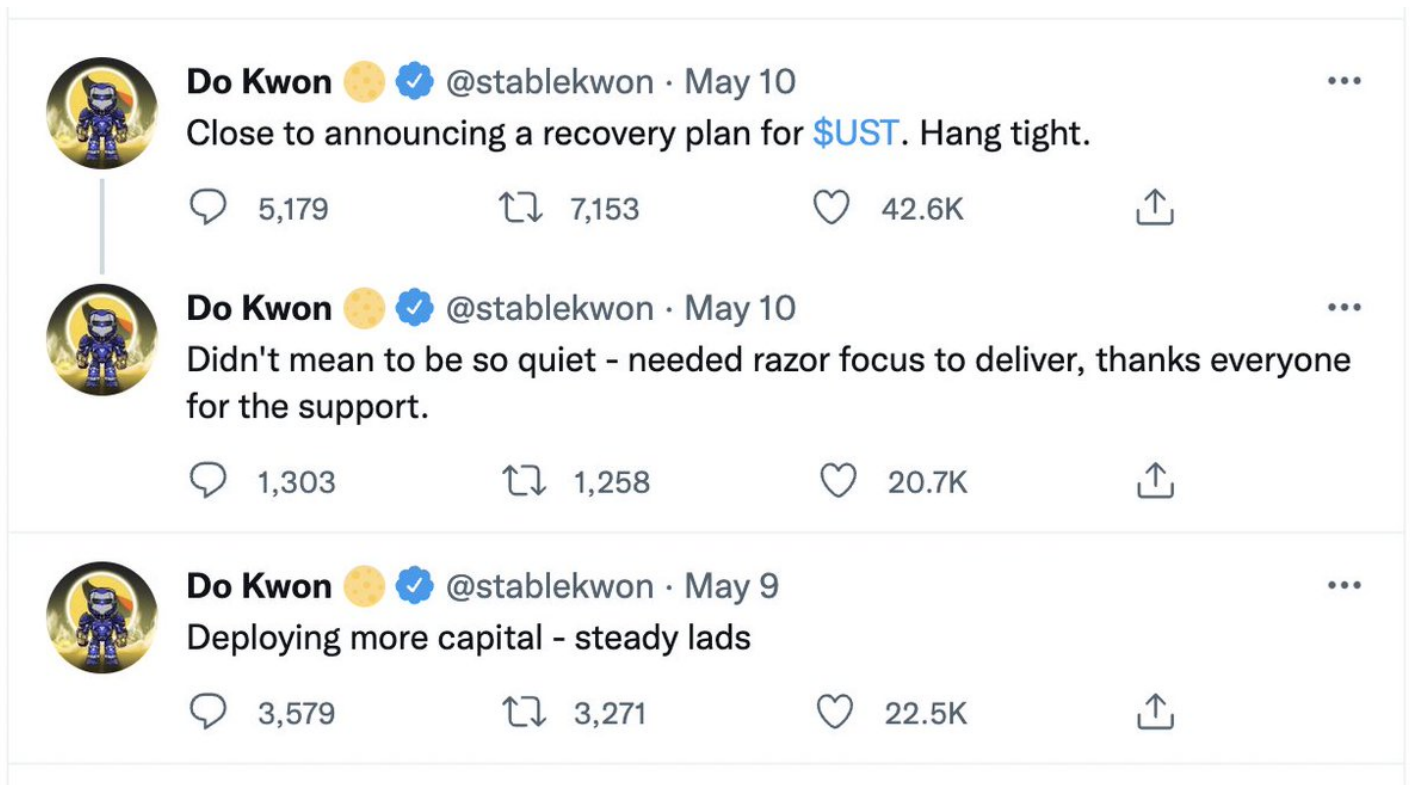 Do Kwon @stablekwon · May 10
Close to announcing a recovery plan for $UST. Hang tight.
5,179 7,153 42.6K
Do Kwon @stablekwon · May 10
Didn't mean to be so quiet - needed razor focus to deliver, thanks everyone
for the support.
1,303 1,258 20.7K
Do Kwon @stablekwon · May 9
Deploying more capital - steady lads
3,579 3,271 22.5K